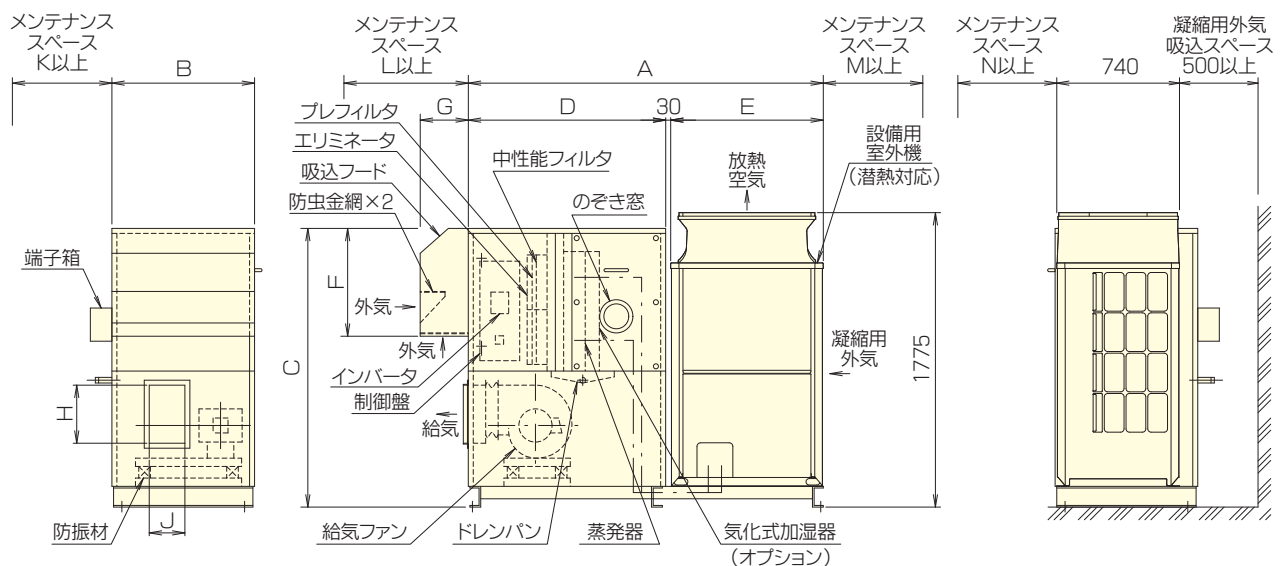 メンテナンス
スペース
K以上
B
メンテナンス
スペース
L以上
A
メンテナンス
スペース
M以上
メンテナンス
スペース
N以上
740
凝縮用外気
吸込スペース
500以上
G
D
30
E
プレフィルタ
エリミネータ
吸込フード
防虫金網×2
中性能フィルタ
のぞき窓
放熱
空気
設備用
室外機
(潜熱対応)
端子箱
F
外気
外気
C
インバータ
制御盤
給気
凝縮用
外気
1775
H
J
防振材
給気ファン
ドレンパン
蒸発器
気化式加湿器
(オプション)